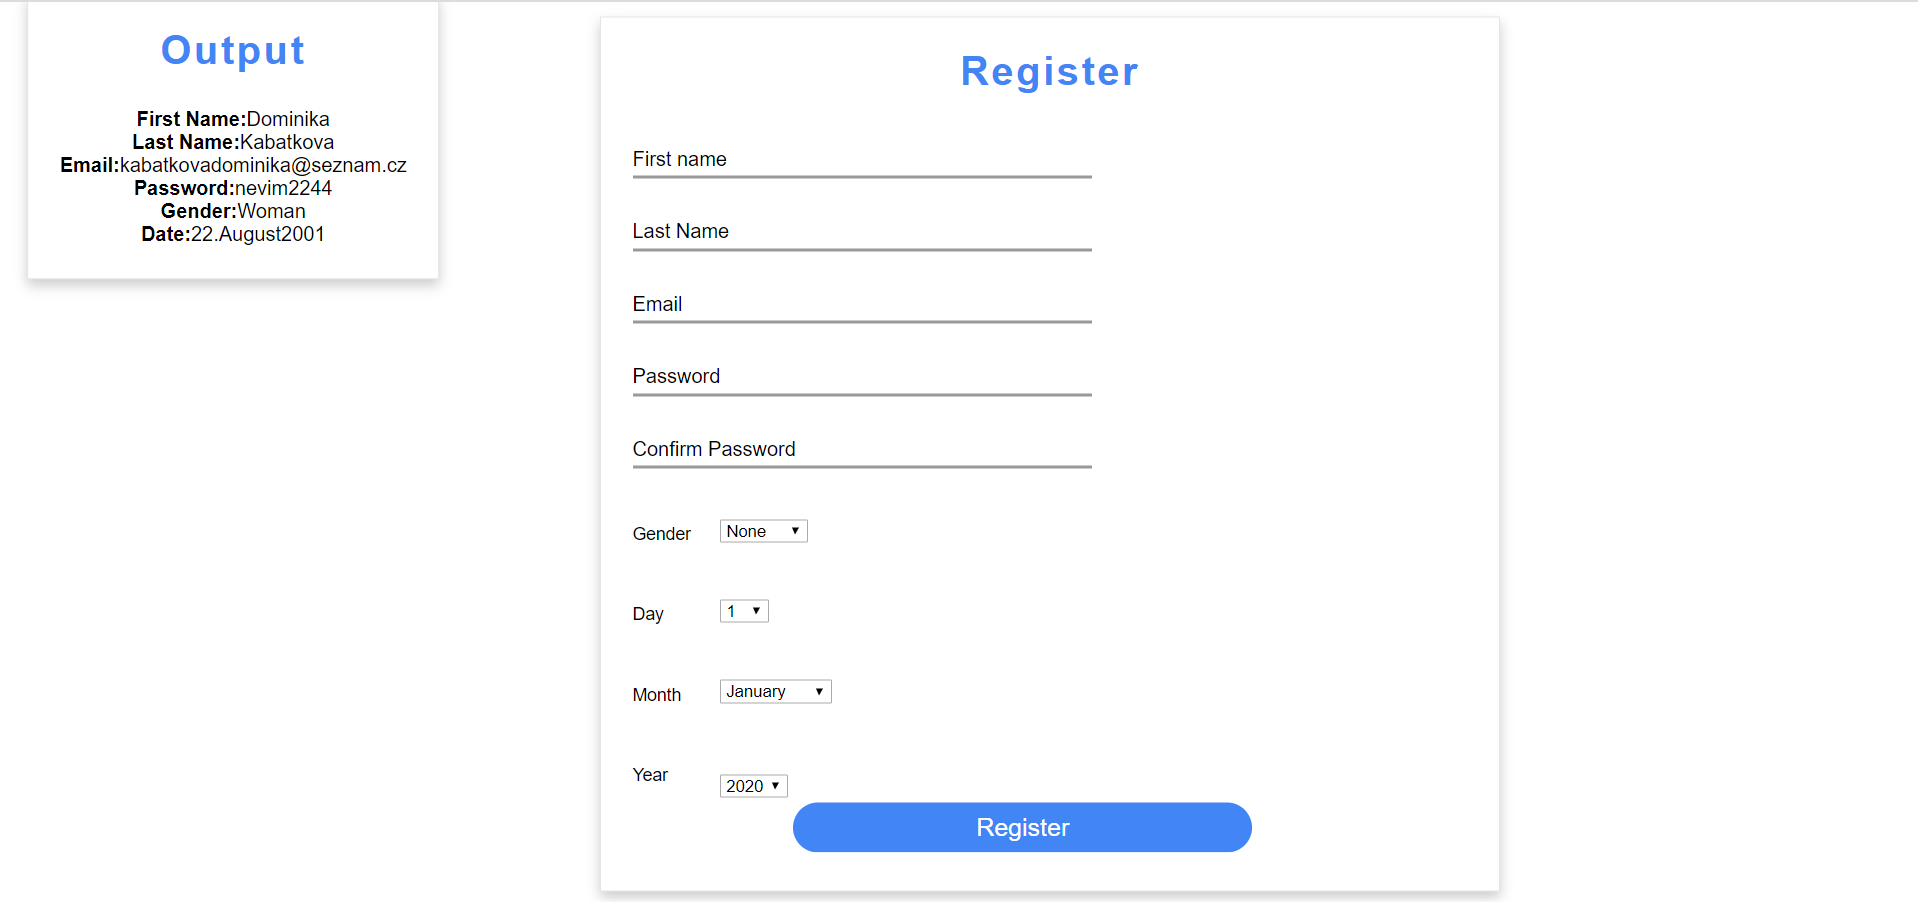 Output
First Name:Dominika
Last Name:Kabatkova
Email:kabatkovadominika@seznam.cz
Password:nevim2244
Gender:Woman
Date:22.August2001
Register
First name
Last Name
Email
Password
Confirm Password
Gender None
Day 1
Month January
Year 2020
Register